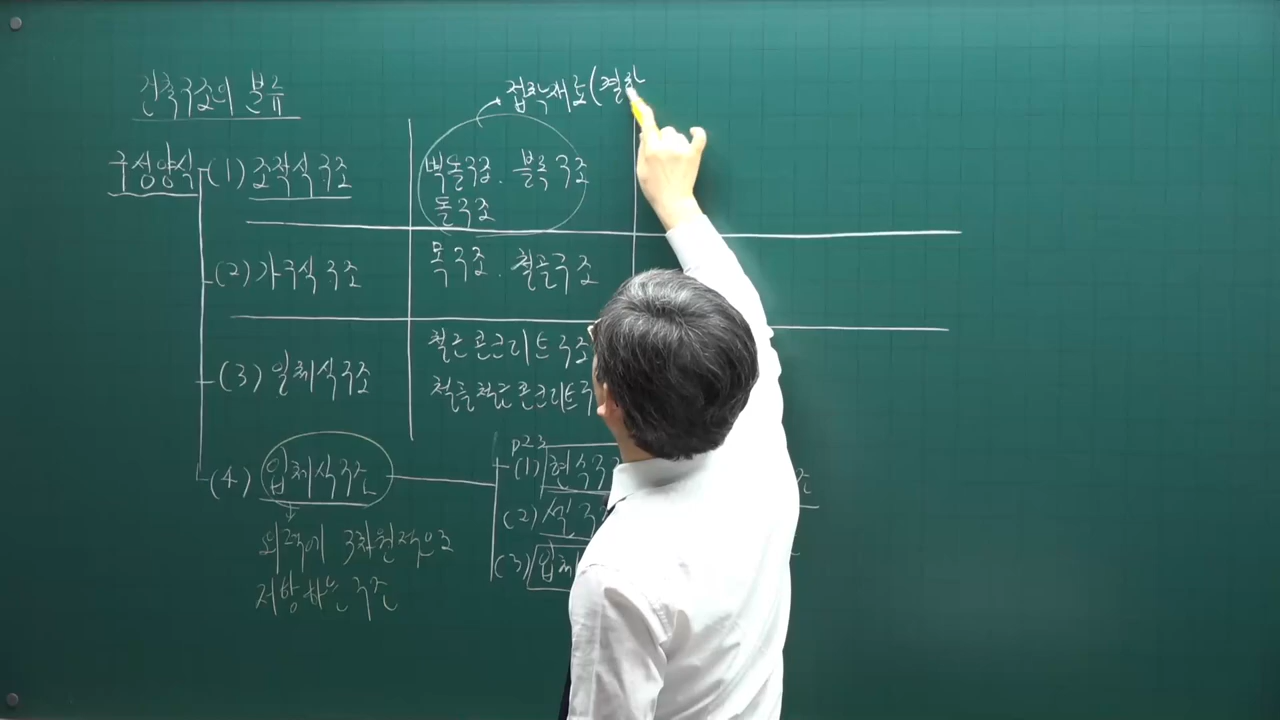 건축구조의 분류
접착재료(결합
구성양식 (1) 조적식 구조 벽돌구조. 블록구조
돌구조
(2) 가구식 구조 목구조. 철골구조
(3) 일체식구조 철근콘크리트구조
철골철근콘크리트구
p23
(4) 입체식구조 (1) 현수구
(2)
(3) 입체
외력에 3차원적으로
저항하는 구조